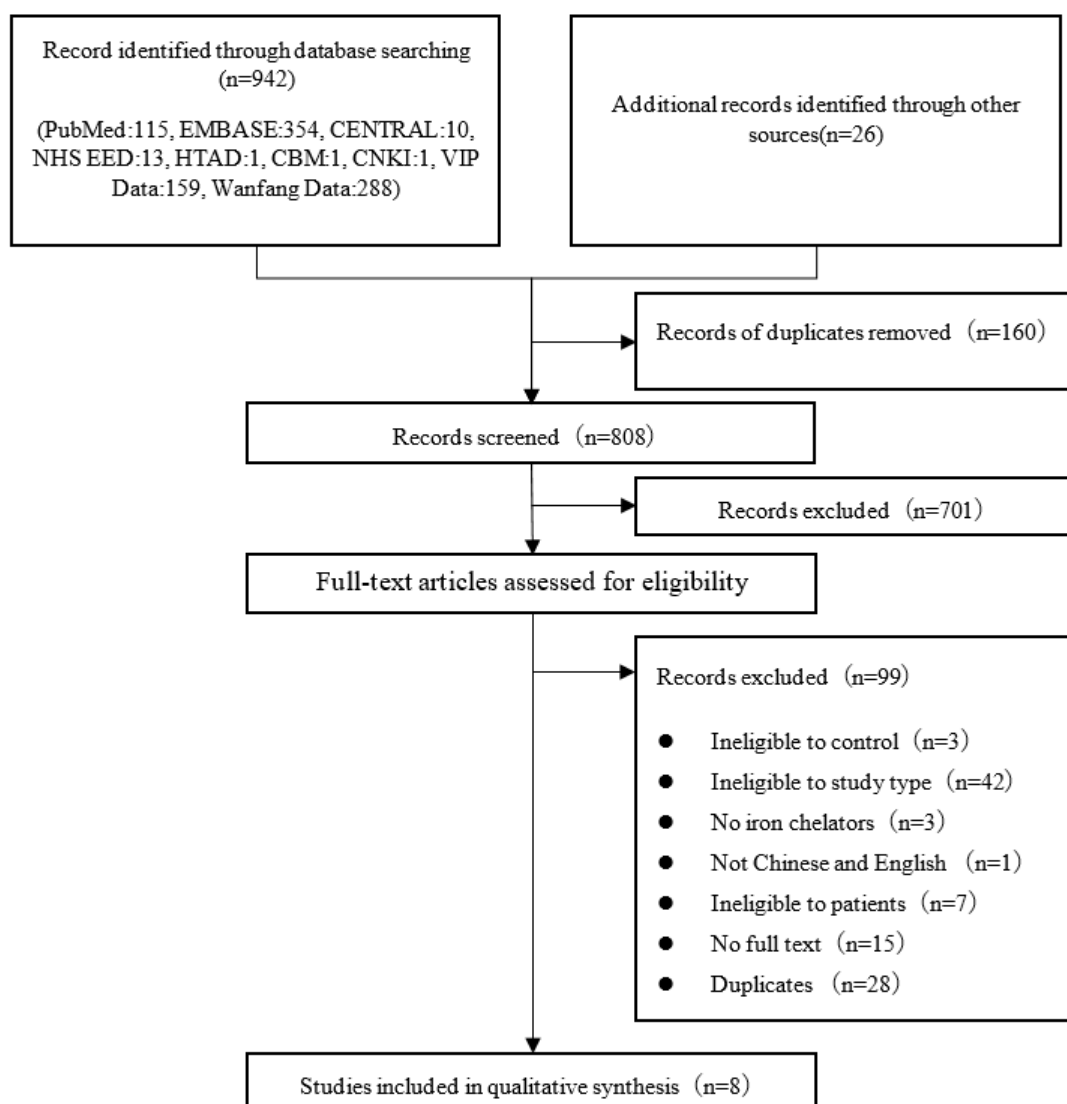 Record identified through database searching
(n=942)
(PubMed:115, EMBASE:354, CENTRAL:10,
NHS EED:13, HTAD:1, CBM:1, CNKI:1, VIP
Data:159, Wanfang Data:288)
Additional records identified through other
sources(n=26)
Records of duplicates removed（n=160）
Records screened（n=808）
Records excluded（n=701）
Full-text articles assessed for eligibility
Records excluded（n=99）
● Ineligible to control（n=3）
● Ineligible to study type（n=42）
● No iron chelators（n=3）
● Not Chinese and English（n=1）
● Ineligible to patients（n=7）
● No full text（n=15）
● Duplicates（n=28）
Studies included in qualitative synthesis（n=8）